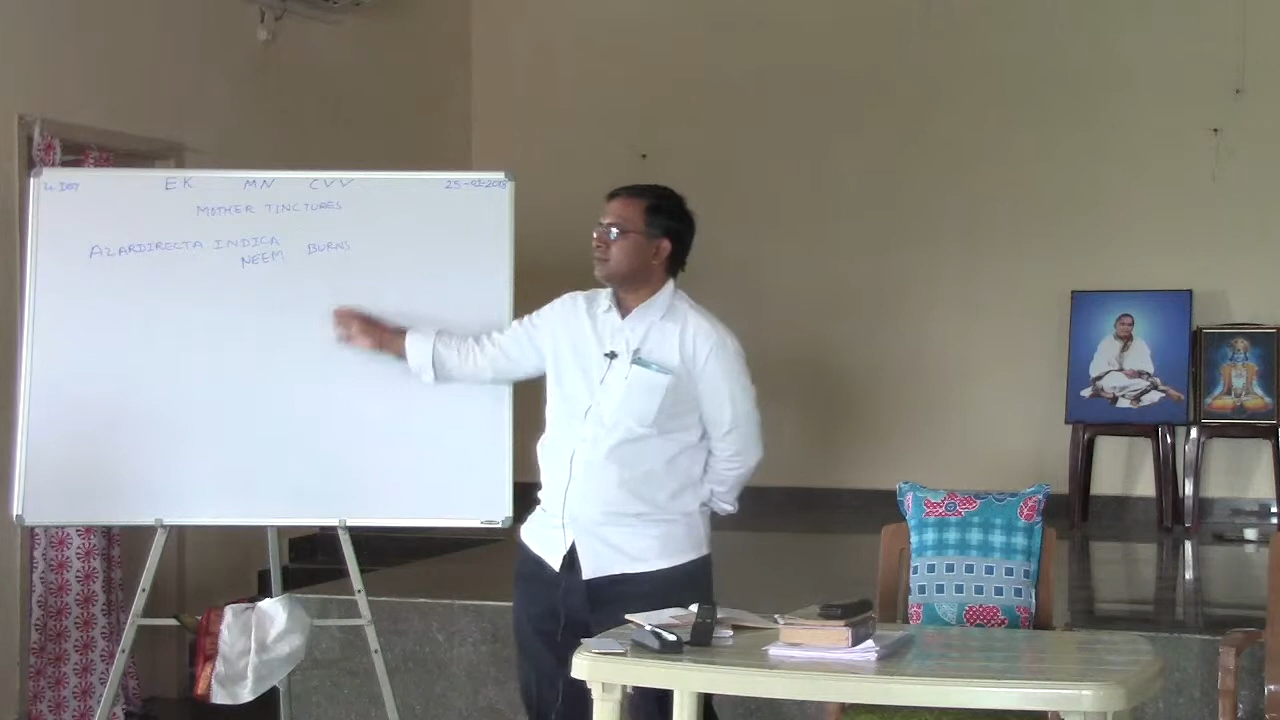 EK MN CVV
MOTHER TINCTURES
AZARDIRECTA INDICA BURNS
NEEM